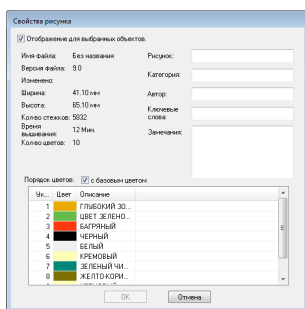 Свойства рисунка
Отображение для выбранных объектов.
Имя файла: Без названия
Версия файла: 9.0
Изменено:
Ширина: 41.10 мм
Высота: 65.10 мм
Кол-во стежков: 5832
Время вышивания: 12 Мин.
Кол-во цветов: 10
Рисунок:
Категория:
Автор:
Ключевые слова:
Замечания:
Порядок цветов: с базовым цветом
Ук... Цвет Описание
1 ГЛУБОКИЙ ЗО...
2 ЦВЕТ ЗЕЛЕНО...
3 БАГРЯНЫЙ
4 ЧЕРНЫЙ
5 БЕЛЫЙ
6 КРЕМОВЫЙ
7 ЗЕЛЕНЫЙ ЧИ...
8 ЖЕЛТО-КОРИ...
OK
Отмена